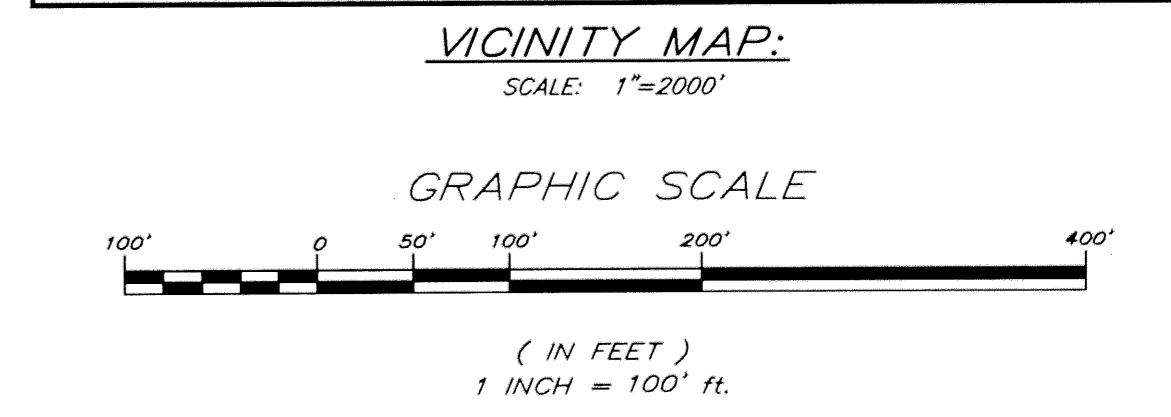 VICINITY MAP:
SCALE: 1"=2000'
GRAPHIC SCALE
100' 0 50' 100' 200' 400'
( IN FEET )
1 INCH = 100' ft.